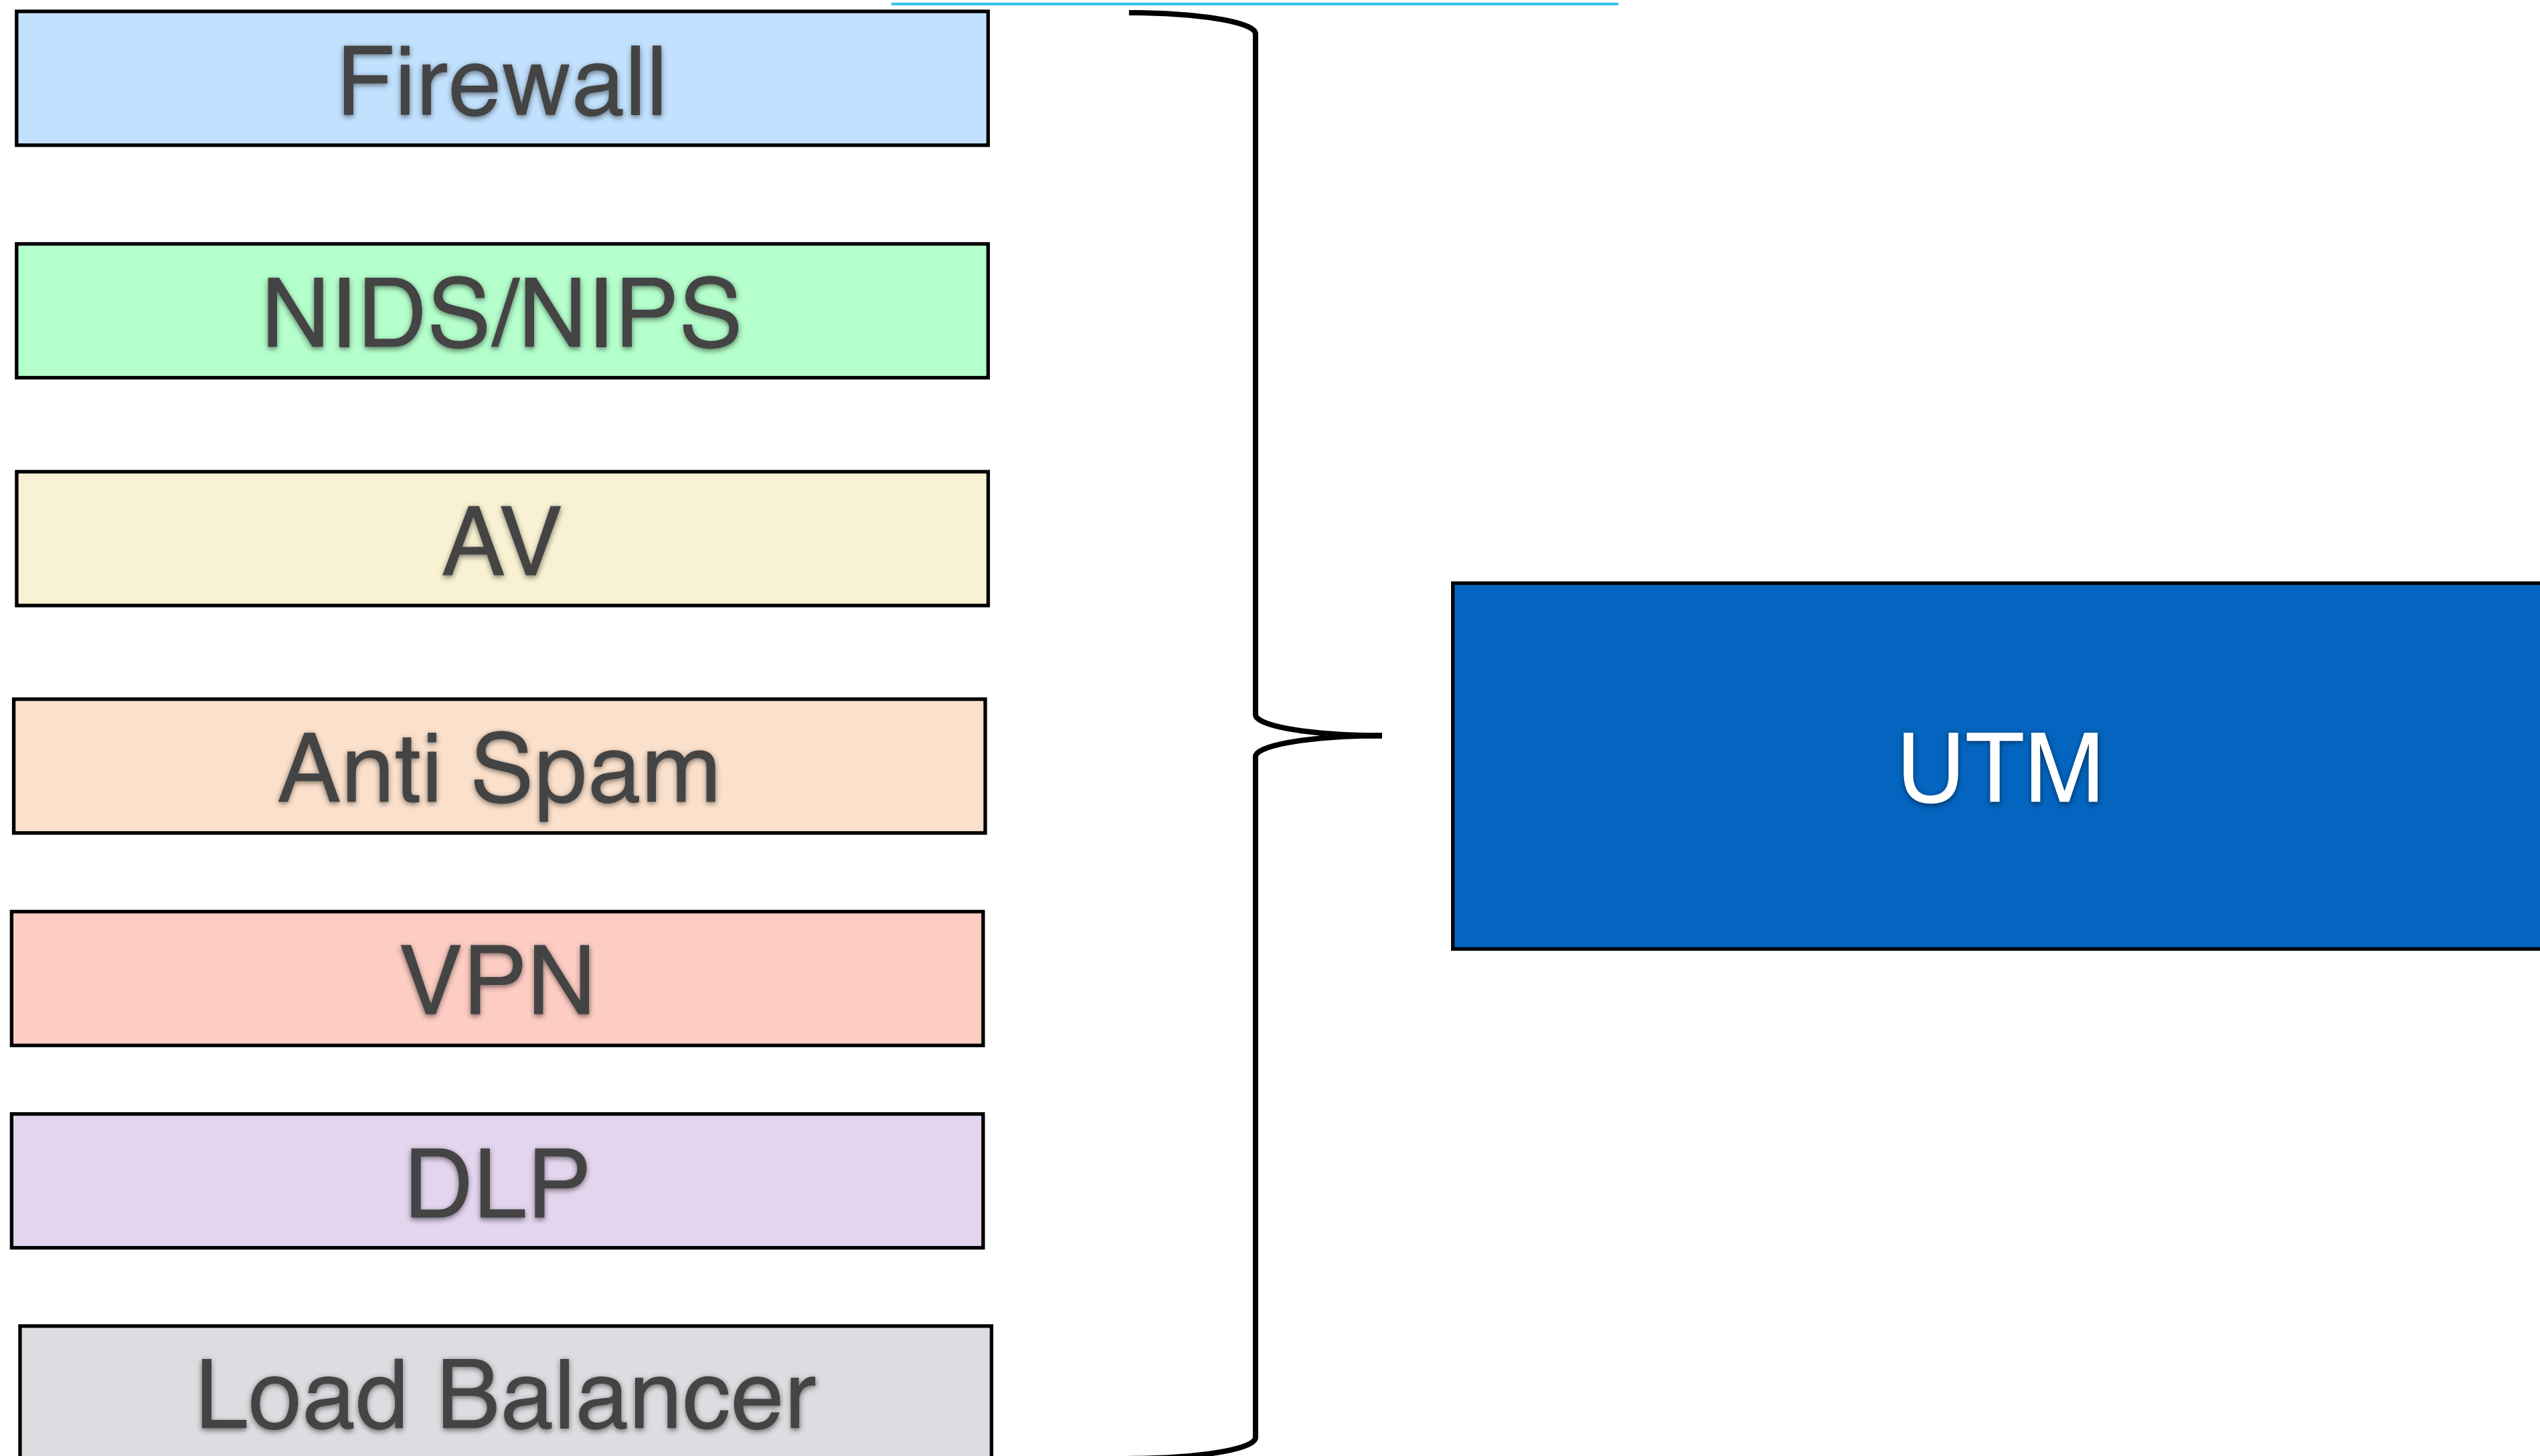 Firewall
NIDS/NIPS
AV
Anti Spam
UTM
VPN
DLP
Load Balancer